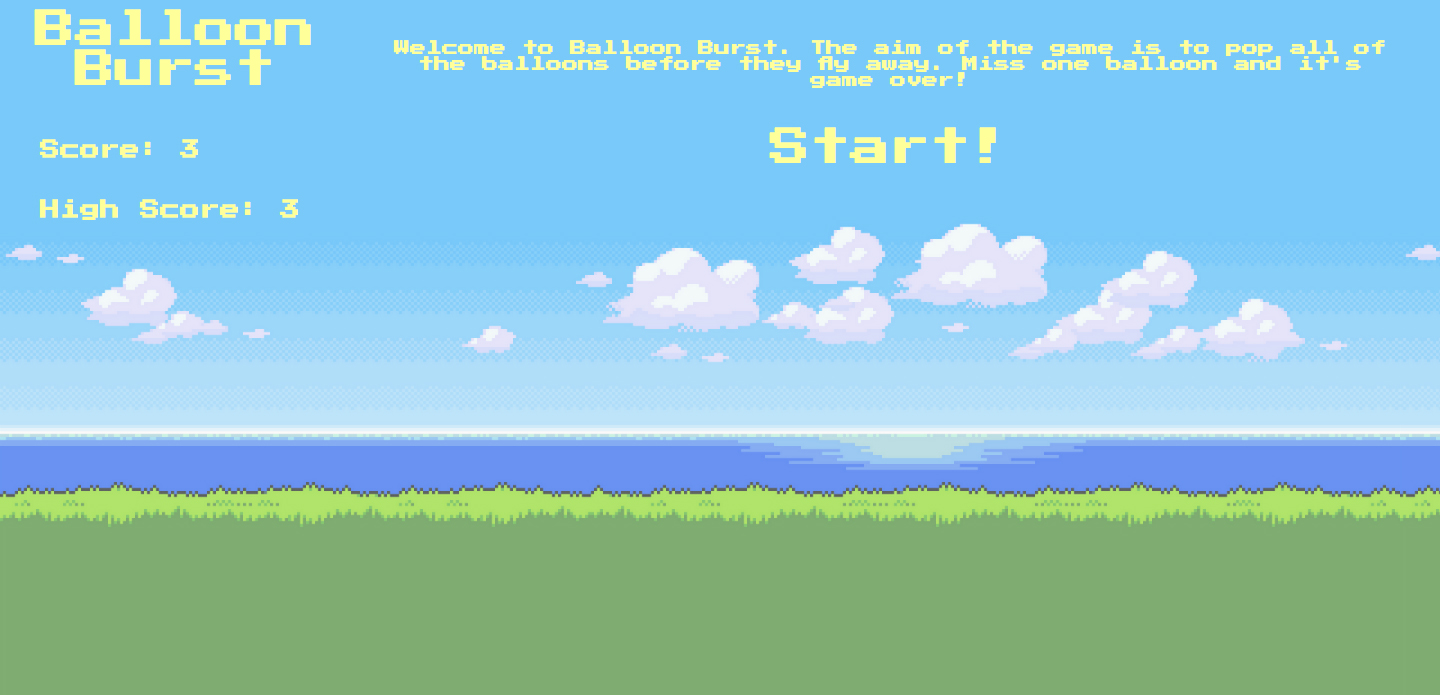 Balloon
Burst
Welcome to Balloon Burst. The aim of the game is to pop all of
the balloons before they fly away. Miss one balloon and it's
game over!
Start!
Score: 3
High Score: 3